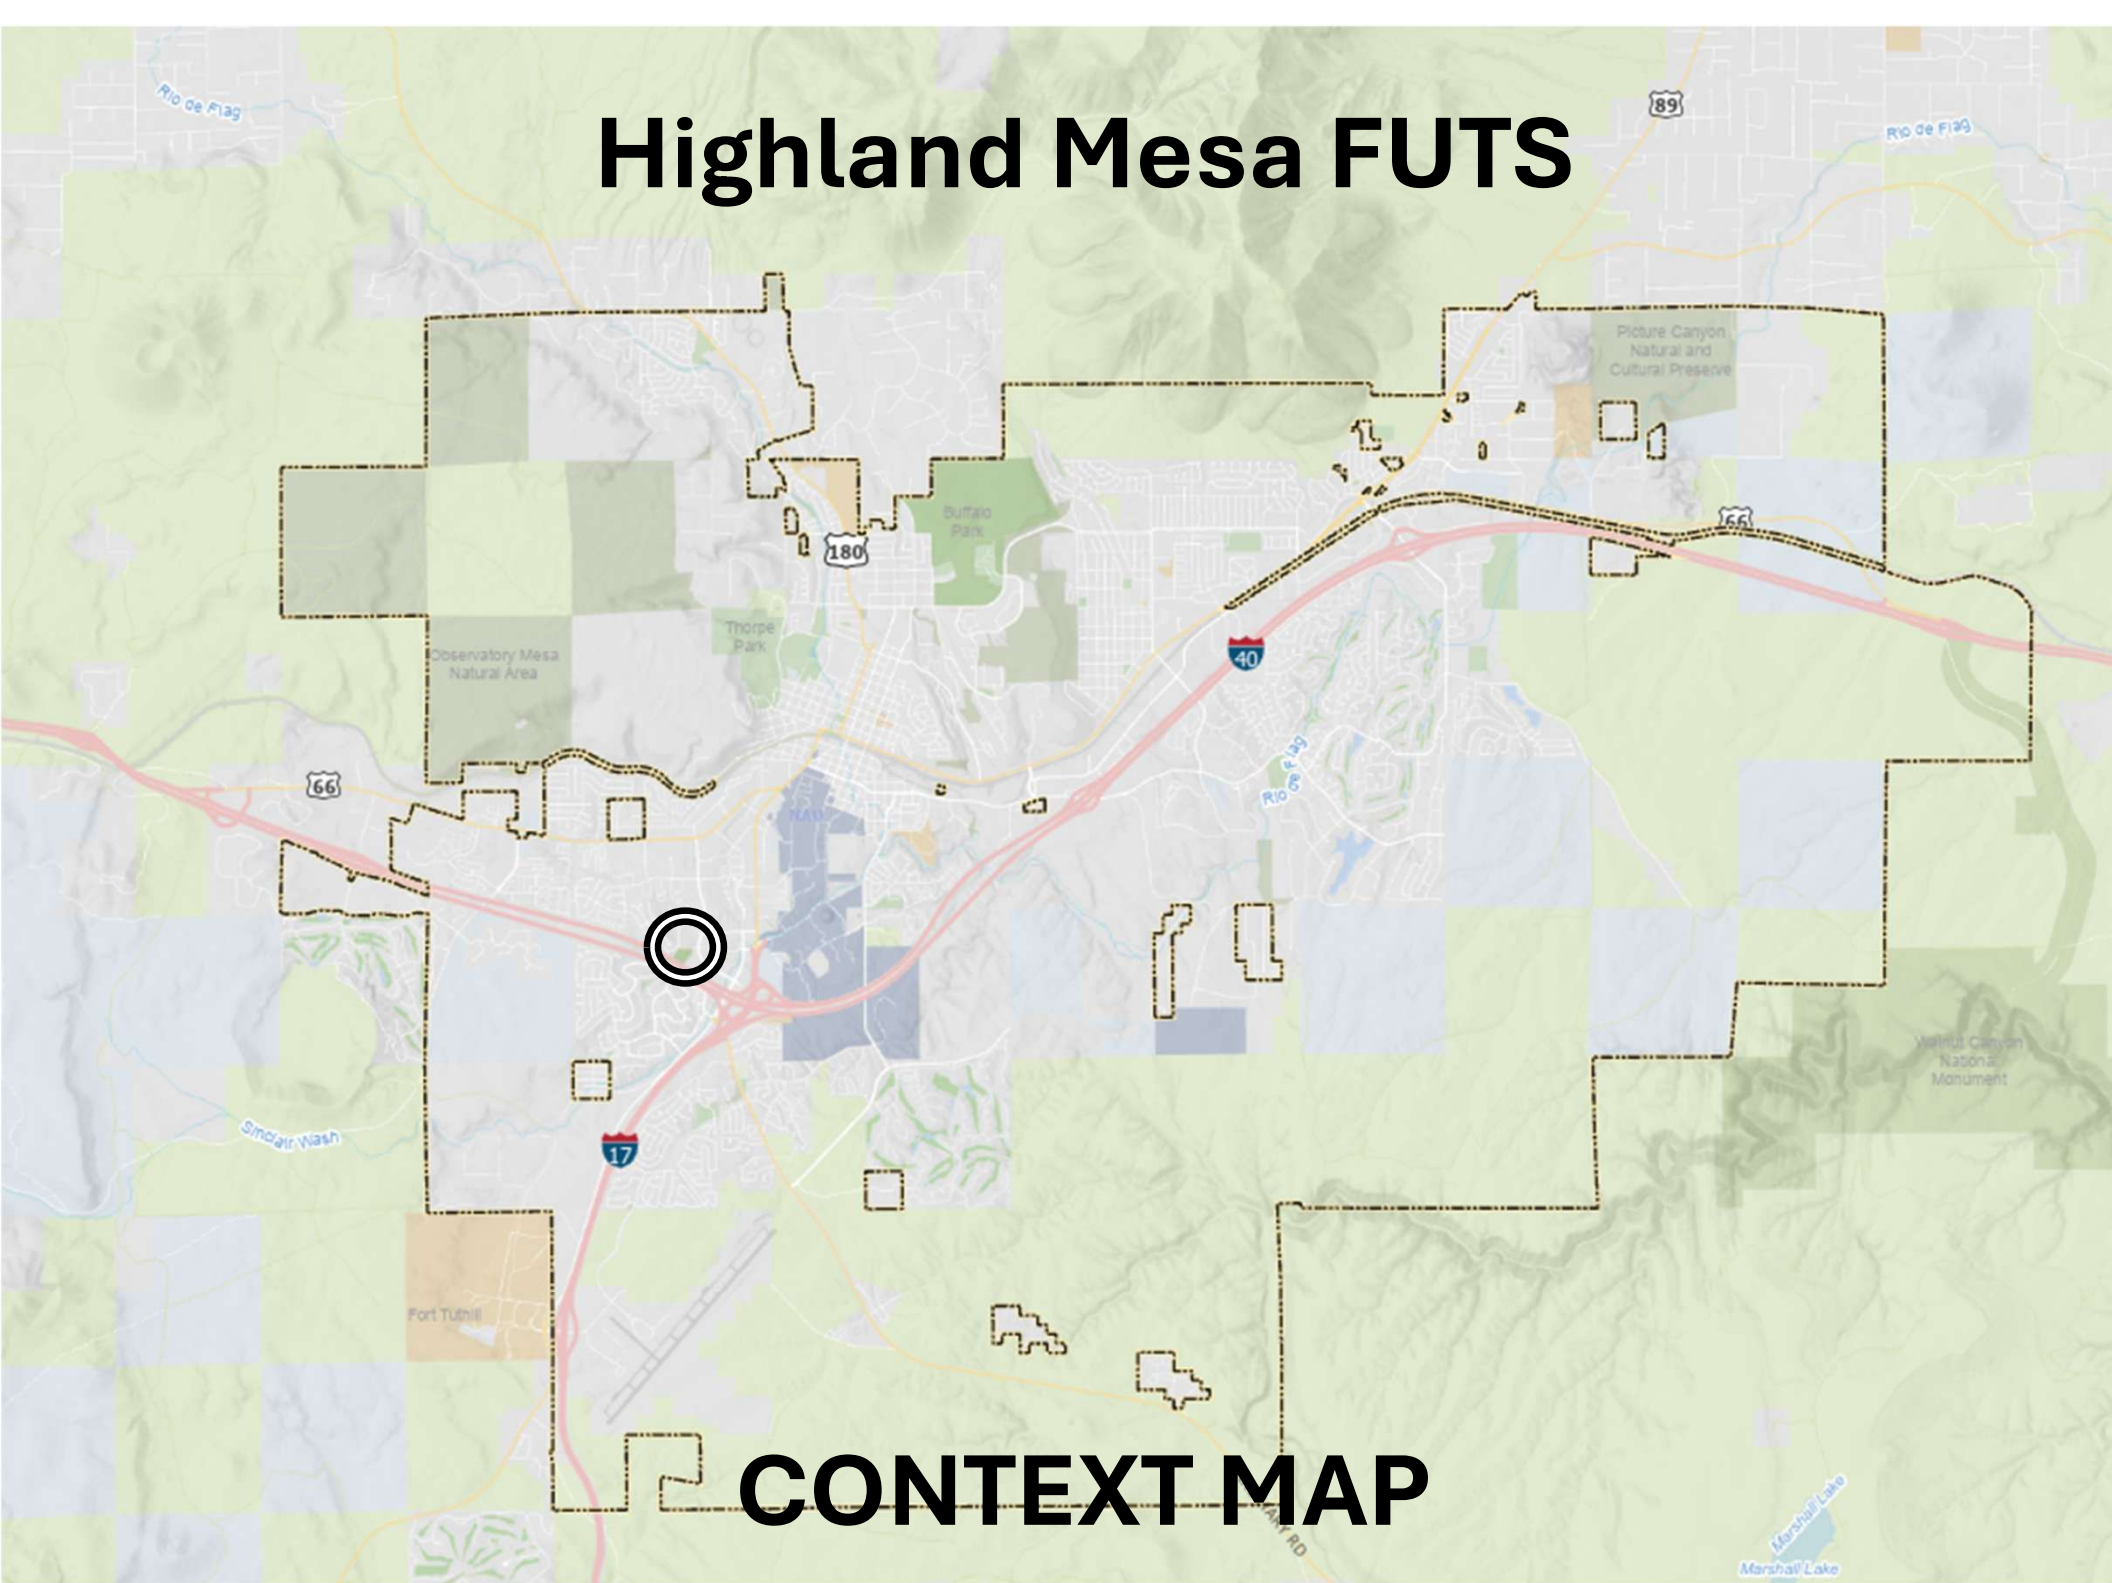 Rio de Flag
89
Rio de Flag
Highland Mesa FUTS
Picture Canyon
Natural and
Cultural Preserve
Buffalo
Park
66
180
Thorpe
Park
40
Observatory Mesa
Natural Area
Rio de Flag
66
NAU
Walnut Canyon
National
Monument
Sinclair Wash
17
Fort Tuthill
CONTEXT MAP
ARY RD
Marshall Lake
Marshall Lake